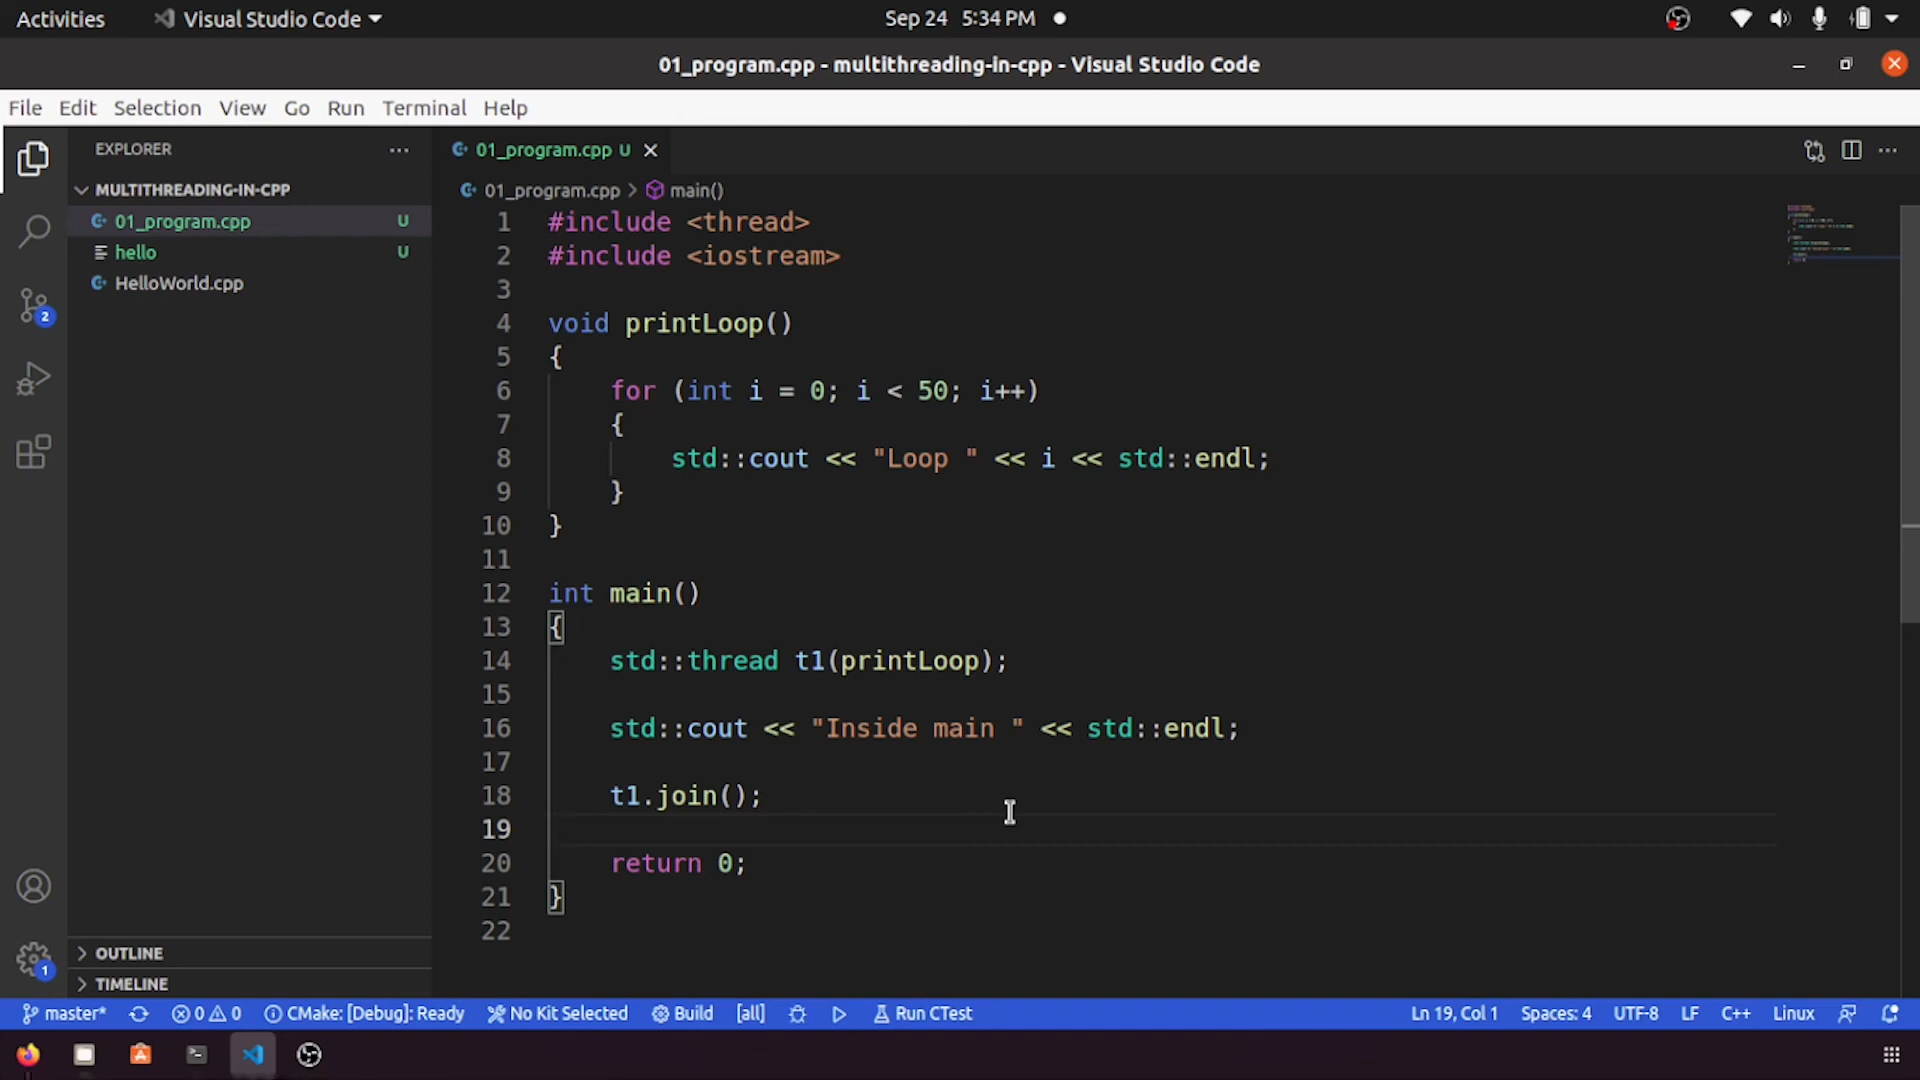 Activities Visual Studio Code Sep 24 5:34 PM
01_program.cpp - multithreading-in-cpp - Visual Studio Code
File Edit Selection View Go Run Terminal Help
EXPLORER
MULTITHREADING-IN-CPP
01_program.cpp U
hello U
HelloWorld.cpp
2
OUTLINE
TIMELINE
1
01_program.cpp U
01_program.cpp > main()
1 #include <thread>
2 #include <iostream>
3
4 void printLoop()
5 {
6 for (int i = 0; i < 50; i++)
7 {
8 std::cout << "Loop " << i << std::endl;
9 }
10 }
11
12 int main()
13 {
14 std::thread t1(printLoop);
15
16 std::cout << "Inside main " << std::endl;
17
18 t1.join();
19
20 return 0;
21 }
22
master* 0 0 CMake: [Debug]: Ready No Kit Selected Build [all] Run CTest Ln 19, Col 1 Spaces: 4 UTF-8 LF C++ Linux